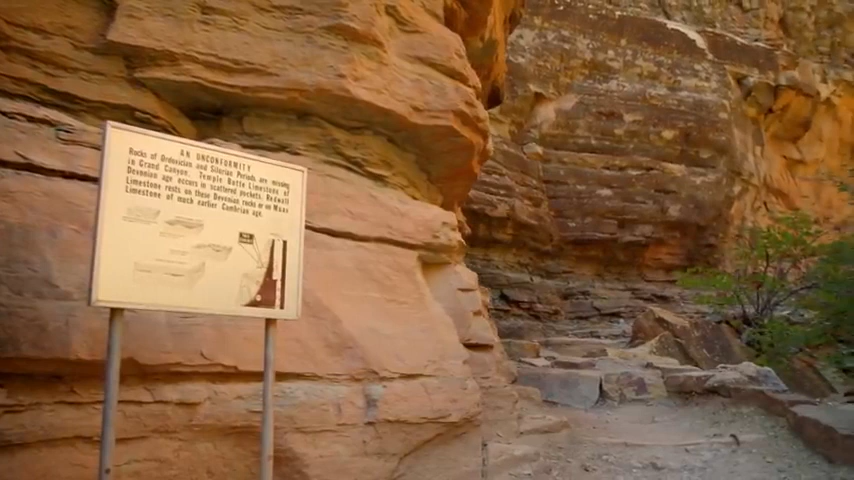 AN UNCONFORMITY
Rocks of Ordovician and Silurian Periods are missing
in Grand Canyon. Temple Butte Limestone of
Devonian age occurs in scattered pockets. Redwall
Limestone rests on these Devonian rocks or on Muav
Limestone of much earlier Cambrian age.